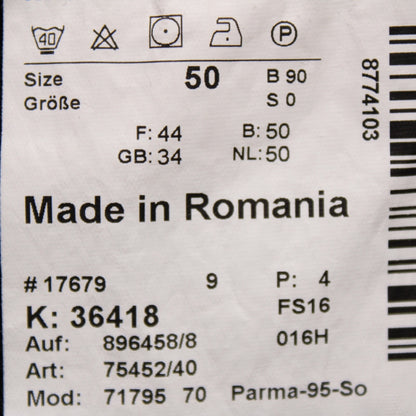 40 P
Size 50 B 90
Größe S 0
F: 44 B: 50
GB: 34 NL: 50
Made in Romania
# 17679 9 P: 4
K: 36418 FS16
Auf: 896458/8 016H
Art: 75452/40
Mod: 71795 70 Parma-95-So
8774103